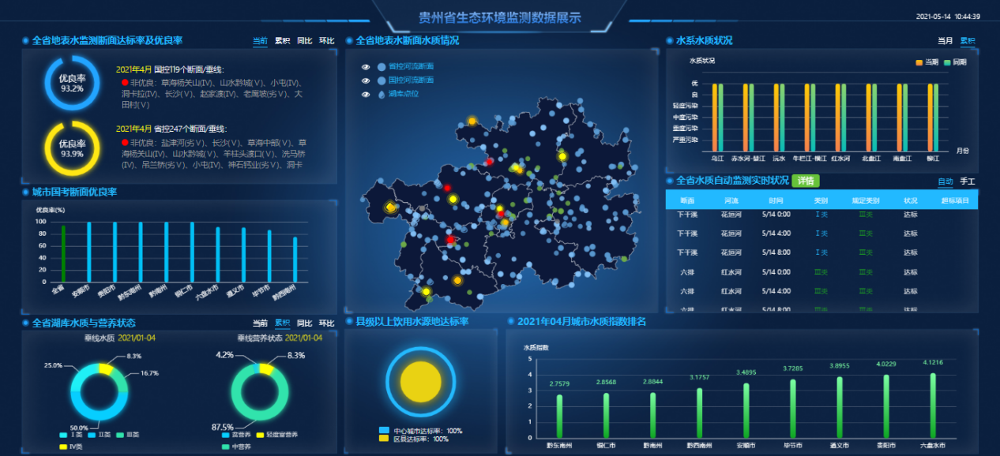 贵州省生态环境监测数据展示
2021-05-14 10:44:39
全省地表水监测断面达标率及优良率
当前 累积 同比 环比
优良率
93.2%
2021年4月 国控119个断面/垂线:
非优良：草海杨关山(IV)、山水黔城(Ⅴ)、小屯(IV)、
洞卡拉(IV)、长沙(Ⅴ)、赵家渡(IV)、老鹰坡(劣Ⅴ)、大
田村(Ⅴ)
优良率
93.9%
2021年4月 省控247个断面/垂线:
非优良：盐津河(劣Ⅴ)、长沙(Ⅴ)、草海中部(Ⅴ)、草
海杨关山(IV)、山水黔城(Ⅴ)、羊柱头渡口(Ⅴ)、洗马桥
(IV)、吊兰桥(劣Ⅴ)、小屯(IV)、神石钙业(劣Ⅴ)、洞卡
城市国考断面优良率
优良率(%)
100
80
60
40
20
0
全省 安顺市 贵阳市 黔东南州 黔南州 铜仁市 六盘水市 遵义市 毕节市 黔西南州
全省湖库水质与营养状态
当前 累积 同比 环比
垂线水质 2021/01-04
8.3%
25.0%
16.7%
50.0%
Ⅰ类 Ⅱ类 Ⅲ类
Ⅳ类
垂线营养状态 2021/01-04
4.2%
8.3%
87.5%
贫营养 轻度富营养
中营养
全省地表水断面水质情况
省控河流断面
国控河流断面
湖库点位
县级以上饮用水源地达标率
中心城市达标率：100%
区县达标率：100%
水系水质状况
当月 累积
水质状况
当期 同期
优
良
轻度污染
中度污染
重度污染
严重污染
月份
乌江 赤水河-綦江 沅水 牛栏江-横江 红水河 北盘江 南盘江 柳江
全省水质自动监测实时状况 详情
自动 手工
断面 河流 时间 类别 规定类别 状况 超标项目
下干溪 花垣河 5/14 0:00 Ⅰ类 Ⅲ类 达标
下干溪 花垣河 5/14 4:00 Ⅰ类 Ⅲ类 达标
下干溪 花垣河 5/14 8:00 Ⅰ类 Ⅲ类 达标
六排 红水河 5/14 0:00 Ⅲ类 Ⅲ类 达标
六排 红水河 5/14 4:00 Ⅲ类 Ⅲ类 达标
六排 红水河 5/14 8:00 Ⅲ类 Ⅲ类 达标
2021年04月城市水质指数排名
水质指数
5
4
3
2
1
0
2.7579 2.8568 2.8844 3.1757 3.4895 3.7285 3.8955 4.0229 4.1216
黔东南州 铜仁市 黔南州 黔西南州 安顺市 毕节市 遵义市 贵阳市 六盘水市